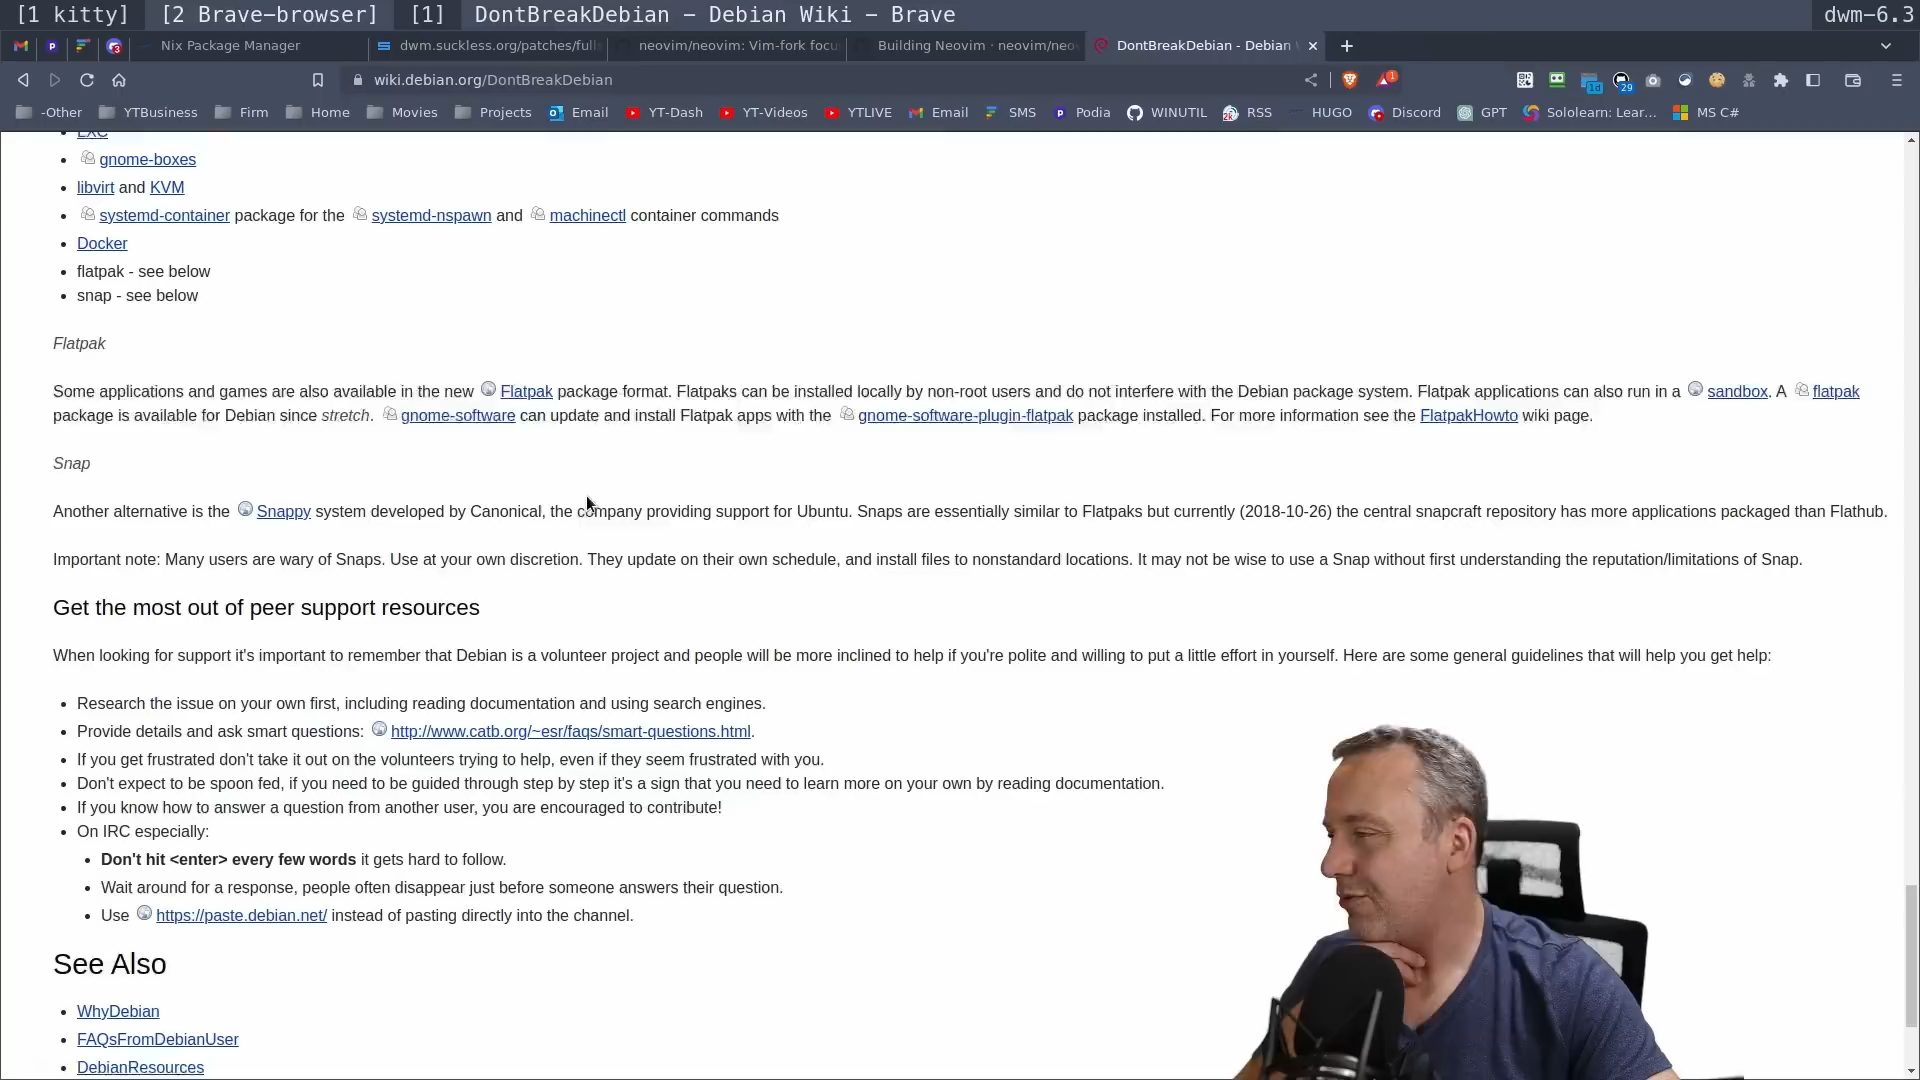 [1 kitty] [2 Brave-browser] [1] DontBreakDebian - Debian Wiki - Brave dwm-6.3
3 Nix Package Manager dwm.suckless.org/patches/full neovim/neovim: Vim-fork focu Building Neovim · neovim/neo DontBreakDebian - Debian
wiki.debian.org/DontBreakDebian 1 1d 29
-Other YTBusiness Firm Home Movies Projects Email YT-Dash YT-Videos YTLIVE Email SMS Podia WINUTIL RSS HUGO Discord GPT Sololearn: Lear... MS C#
LXC
gnome-boxes
libvirt and KVM
systemd-container package for the systemd-nspawn and machinectl container commands
Docker
flatpak - see below
snap - see below
Flatpak
Some applications and games are also available in the new Flatpak package format. Flatpaks can be installed locally by non-root users and do not interfere with the Debian package system. Flatpak applications can also run in a sandbox. A flatpak
package is available for Debian since stretch. gnome-software can update and install Flatpak apps with the gnome-software-plugin-flatpak package installed. For more information see the FlatpakHowto wiki page.
Snap
Another alternative is the Snappy system developed by Canonical, the company providing support for Ubuntu. Snaps are essentially similar to Flatpaks but currently (2018-10-26) the central snapcraft repository has more applications packaged than Flathub.
Important note: Many users are wary of Snaps. Use at your own discretion. They update on their own schedule, and install files to nonstandard locations. It may not be wise to use a Snap without first understanding the reputation/limitations of Snap.
Get the most out of peer support resources
When looking for support it's important to remember that Debian is a volunteer project and people will be more inclined to help if you're polite and willing to put a little effort in yourself. Here are some general guidelines that will help you get help:
Research the issue on your own first, including reading documentation and using search engines.
Provide details and ask smart questions: http://www.catb.org/~esr/faqs/smart-questions.html.
If you get frustrated don't take it out on the volunteers trying to help, even if they seem frustrated with you.
Don't expect to be spoon fed, if you need to be guided through step by step it's a sign that you need to learn more on your own by reading documentation.
If you know how to answer a question from another user, you are encouraged to contribute!
On IRC especially:
Don't hit <enter> every few words it gets hard to follow.
Wait around for a response, people often disappear just before someone answers their question.
Use https://paste.debian.net/ instead of pasting directly into the channel.
See Also
WhyDebian
FAQsFromDebianUser
DebianResources